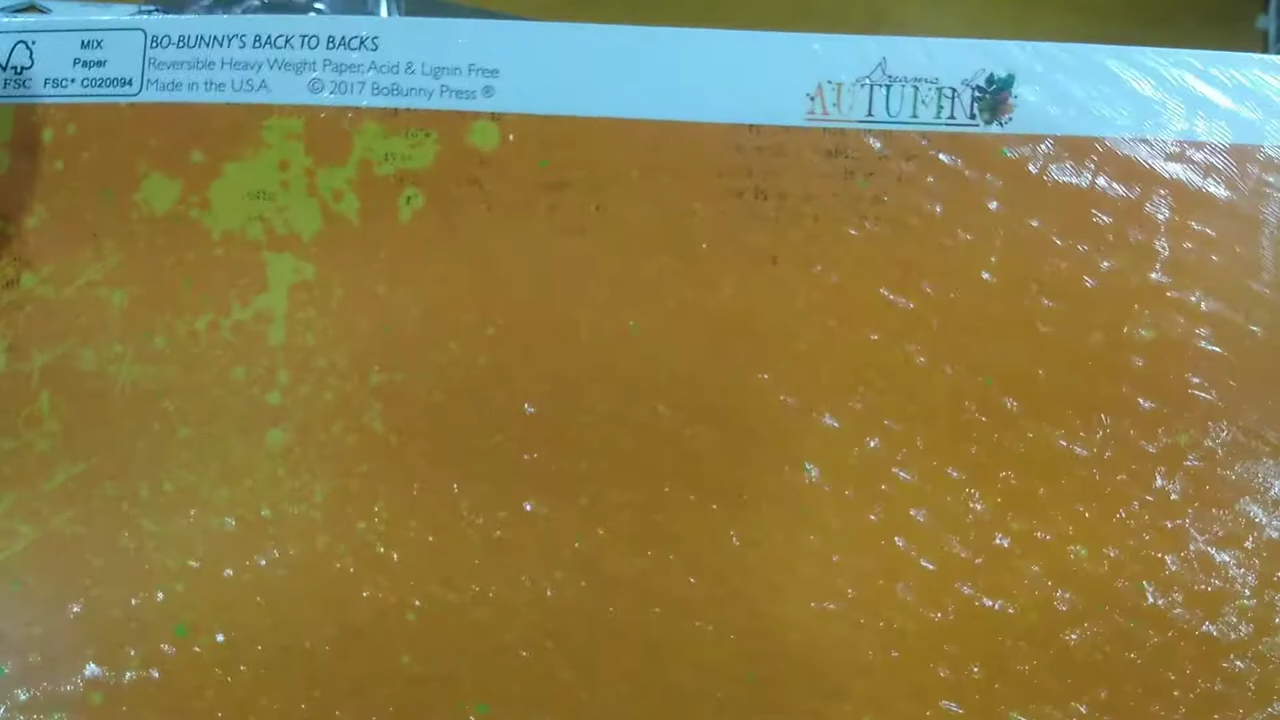 MIX
Paper
FSC FSC® C020094
BO-BUNNY'S BACK TO BACKS
Reversible Heavy Weight Paper, Acid & Lignin Free
Made in the U.S.A. © 2017 BoBunny Press ®
Dreams of
AUTUMN